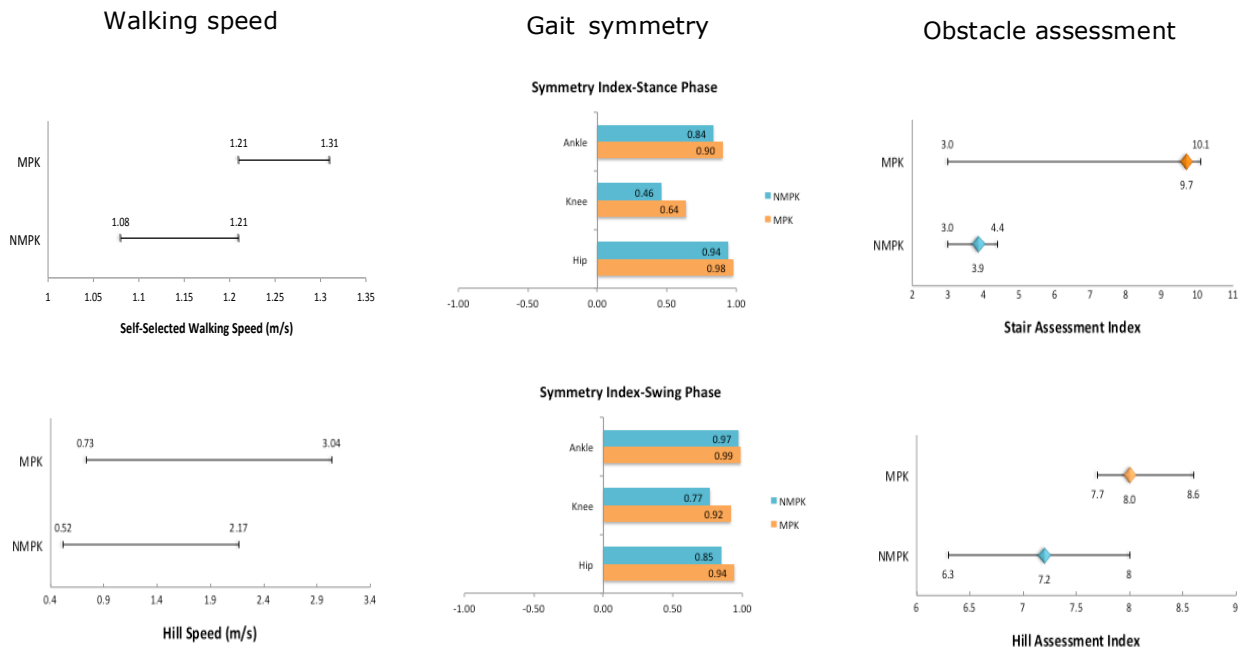 Walking speed
Gait symmetry
Obstacle assessment
1.21 1.31
MPK
1.08 1.21
NMPK
1 1.05 1.1 1.15 1.2 1.25 1.3 1.35
Self-Selected Walking Speed (m/s)
Symmetry Index-Stance Phase
Ankle
0.84
0.90
Knee
0.46
0.64
Hip
0.94
0.98
NMPK
MPK
-1.00 -0.50 0.00 0.50 1.00
3.0 10.1
MPK
9.7
3.0 4.4
NMPK
3.9
2 3 4 5 6 7 8 9 10 11
Stair Assessment Index
0.73 3.04
MPK
0.52 2.17
NMPK
0.4 0.9 1.4 1.9 2.4 2.9 3.4
Hill Speed (m/s)
Symmetry Index-Swing Phase
Ankle
0.97
0.99
Knee
0.77
0.92
Hip
0.85
0.94
NMPK
MPK
-1.00 -0.50 0.00 0.50 1.00
MPK
7.7 8.0 8.6
NMPK
6.3 7.2 8
6 6.5 7 7.5 8 8.5 9
Hill Assessment Index